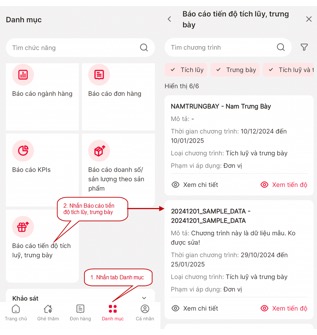 Danh mục
Tìm chức năng
Báo cáo ngành hàng
Báo cáo đơn hàng
Báo cáo KPIs
Báo cáo doanh số/
sản lượng theo sản
phẩm
2. Nhấn Báo cáo tiến
độ tích lũy, trưng bày
Báo cáo tiến độ tích
luỹ, trưng bày
1. Nhấn tab Danh mục
Khảo sát
Trang chủ
Ghé thăm
Đơn hàng
Danh mục
Cá nhân
Báo cáo tiến độ tích lũy, trưng
bày
Tìm chương trình
Tích lũy
Trưng bày
Tích luỹ và t
Hiển thị 6/6
NAMTRUNGBAY - Nam Trưng Bày
Mô tả: -
Thời gian chương trình: 10/12/2024 đến
10/01/2025
Loại chương trình: Tích luỹ và trưng bày
Phạm vi áp dụng: Đơn vị
Xem chi tiết
Xem tiến độ
20241201_SAMPLE_DATA -
20241201_SAMPLE_DATA
Mô tả: Chương trình này là dữ liệu mẫu. Ko
được sửa!
Thời gian chương trình: 29/10/2024 đến
25/01/2025
Loại chương trình: Tích luỹ và trưng bày
Phạm vi áp dụng: Đơn vị
Xem chi tiết
Xem tiến độ